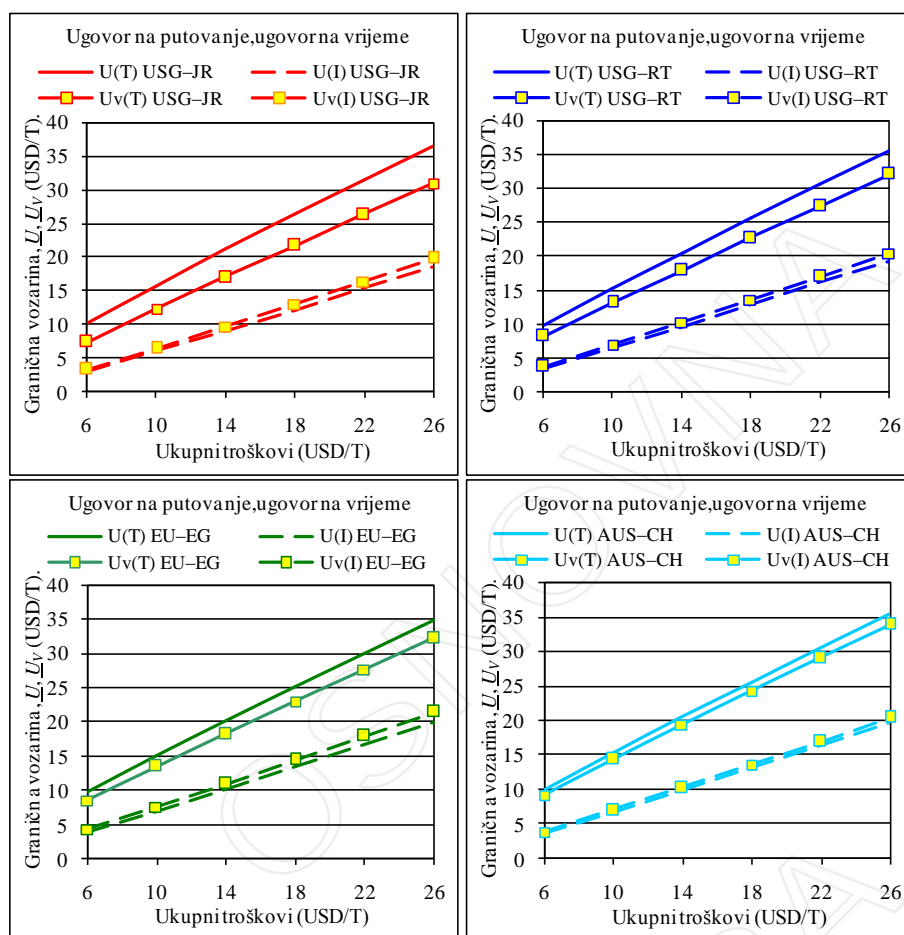 Ugovor na putovanje,ugovor na vrijeme
U(T) USG–JR U(I) USG–JR
Uv(T) USG–JR Uv(I) USG–JR
Granična vozarina, U, U_V (USD/T).
40
35
30
25
20
15
10
5
0
6 10 14 18 22 26
Ukupni troškovi (USD/T)
Ugovor na putovanje,ugovor na vrijeme
U(T) USG–RT U(I) USG–RT
Uv(T) USG–RT Uv(I) USG–RT
Granična vozarina, U, U_V (USD/T).
40
35
30
25
20
15
10
5
0
6 10 14 18 22 26
Ukupni troškovi (USD/T)
Ugovor na putovanje,ugovor na vrijeme
U(T) EU–EG U(I) EU–EG
Uv(T) EU–EG Uv(I) EU–EG
Granična vozarina, U, U_V (USD/T).
40
35
30
25
20
15
10
5
0
6 10 14 18 22 26
Ukupni troškovi (USD/T)
Ugovor na putovanje,ugovor na vrijeme
U(T) AUS–CH U(I) AUS–CH
Uv(T) AUS–CH Uv(I) AUS–CH
Granična vozarina, U, U_V (USD/T).
40
35
30
25
20
15
10
5
0
6 10 14 18 22 26
Ukupni troškovi (USD/T)
OSNOVNA